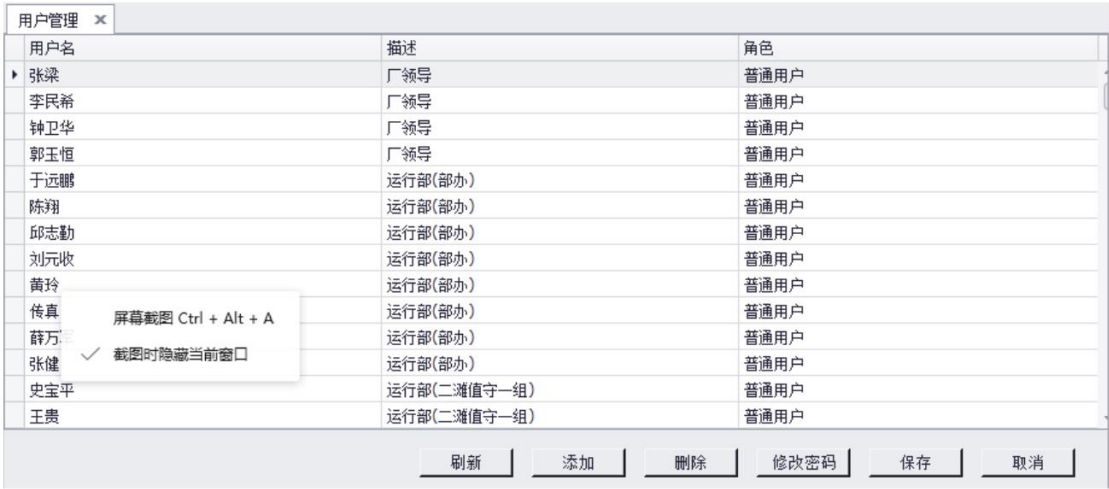 用户管理 ×
用户名 描述 角色
张梁 厂领导 普通用户
李民希 厂领导 普通用户
钟卫华 厂领导 普通用户
郭玉恒 厂领导 普通用户
于远鹏 运行部(部办) 普通用户
陈翔 运行部(部办) 普通用户
邱志勤 运行部(部办) 普通用户
刘元收 运行部(部办) 普通用户
黄玲 运行部(部办) 普通用户
传真 运行部(部办) 普通用户
薛万军 运行部(部办) 普通用户
张健 运行部(部办) 普通用户
史宝平 运行部(二滩值守一组) 普通用户
王贵 运行部(二滩值守一组) 普通用户
屏幕截图 Ctrl + Alt + A
截图时隐藏当前窗口
刷新 添加 删除 修改密码 保存 取消